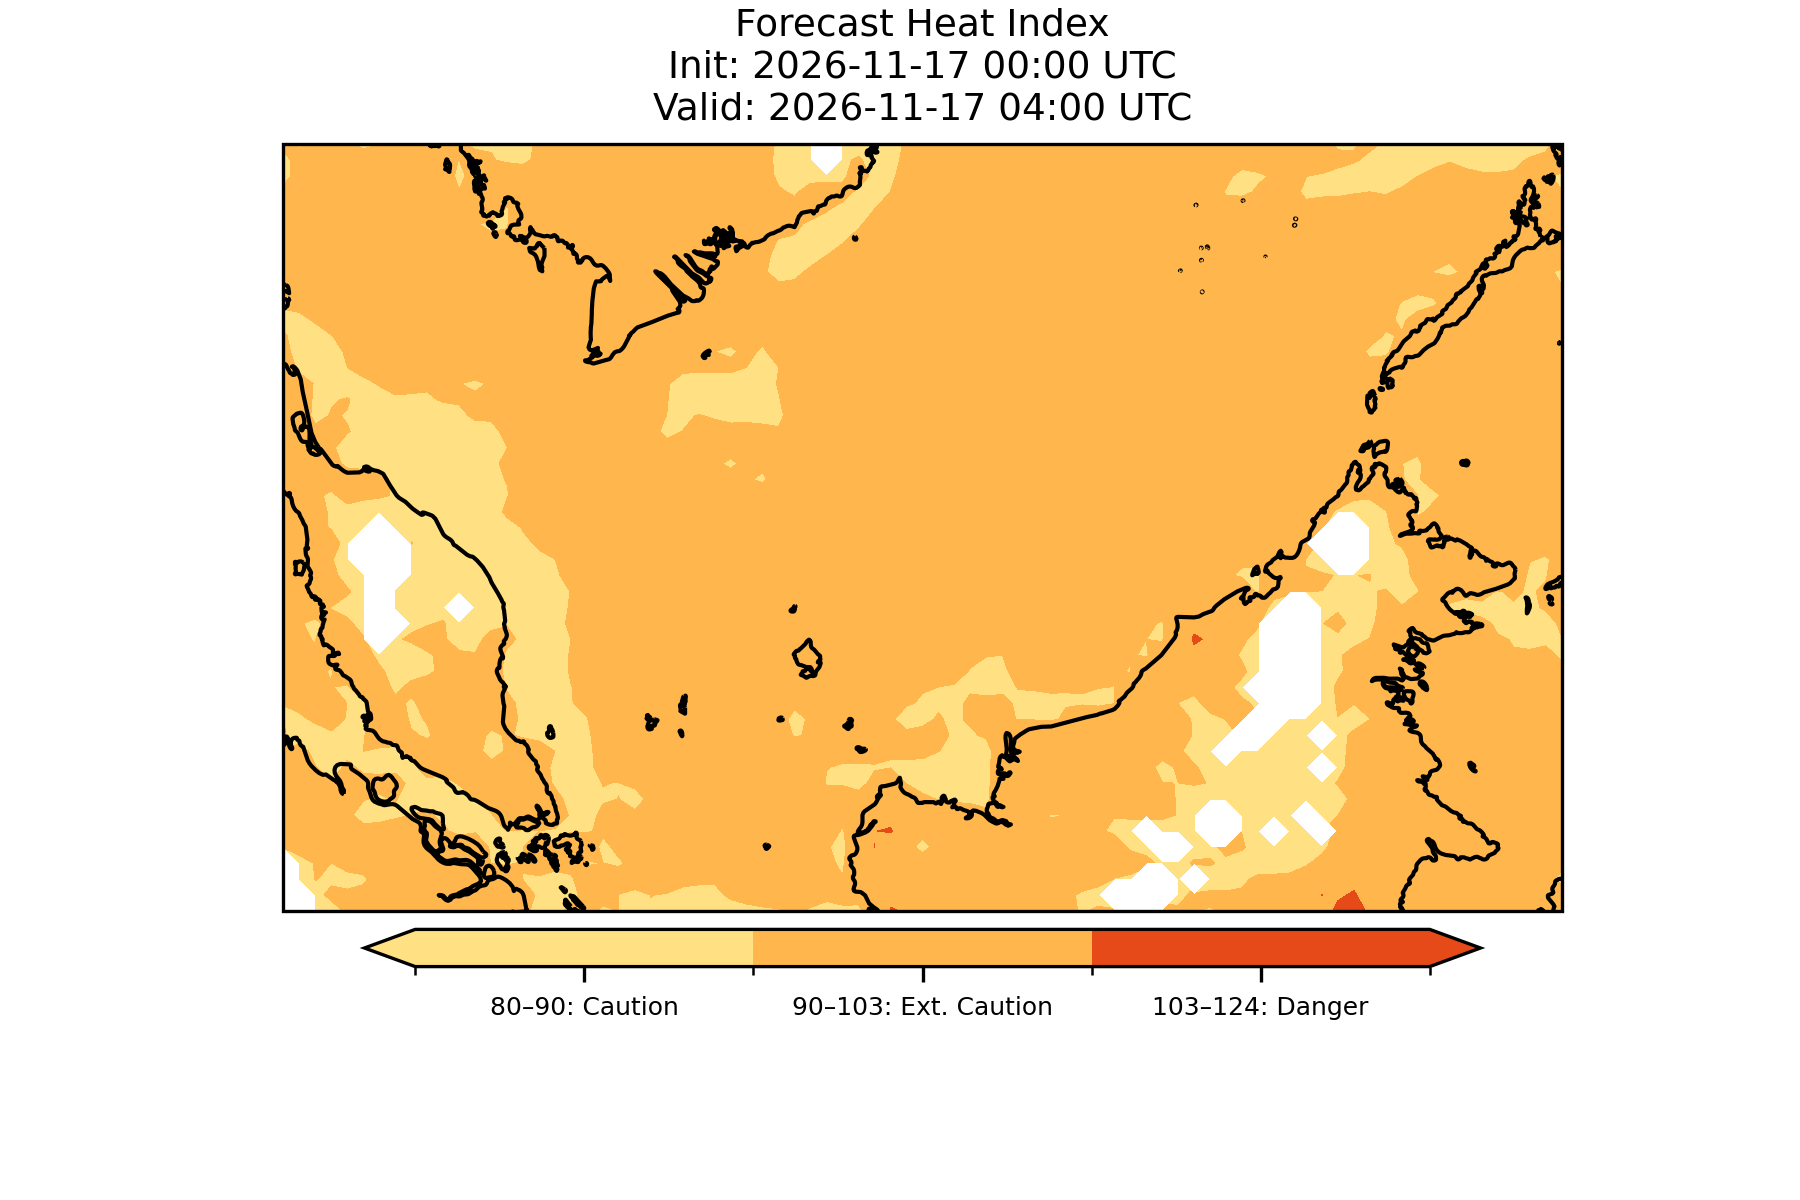 Forecast Heat Index
Init: 2026-11-17 00:00 UTC
Valid: 2026-11-17 04:00 UTC
80–90: Caution
90–103: Ext. Caution
103–124: Danger